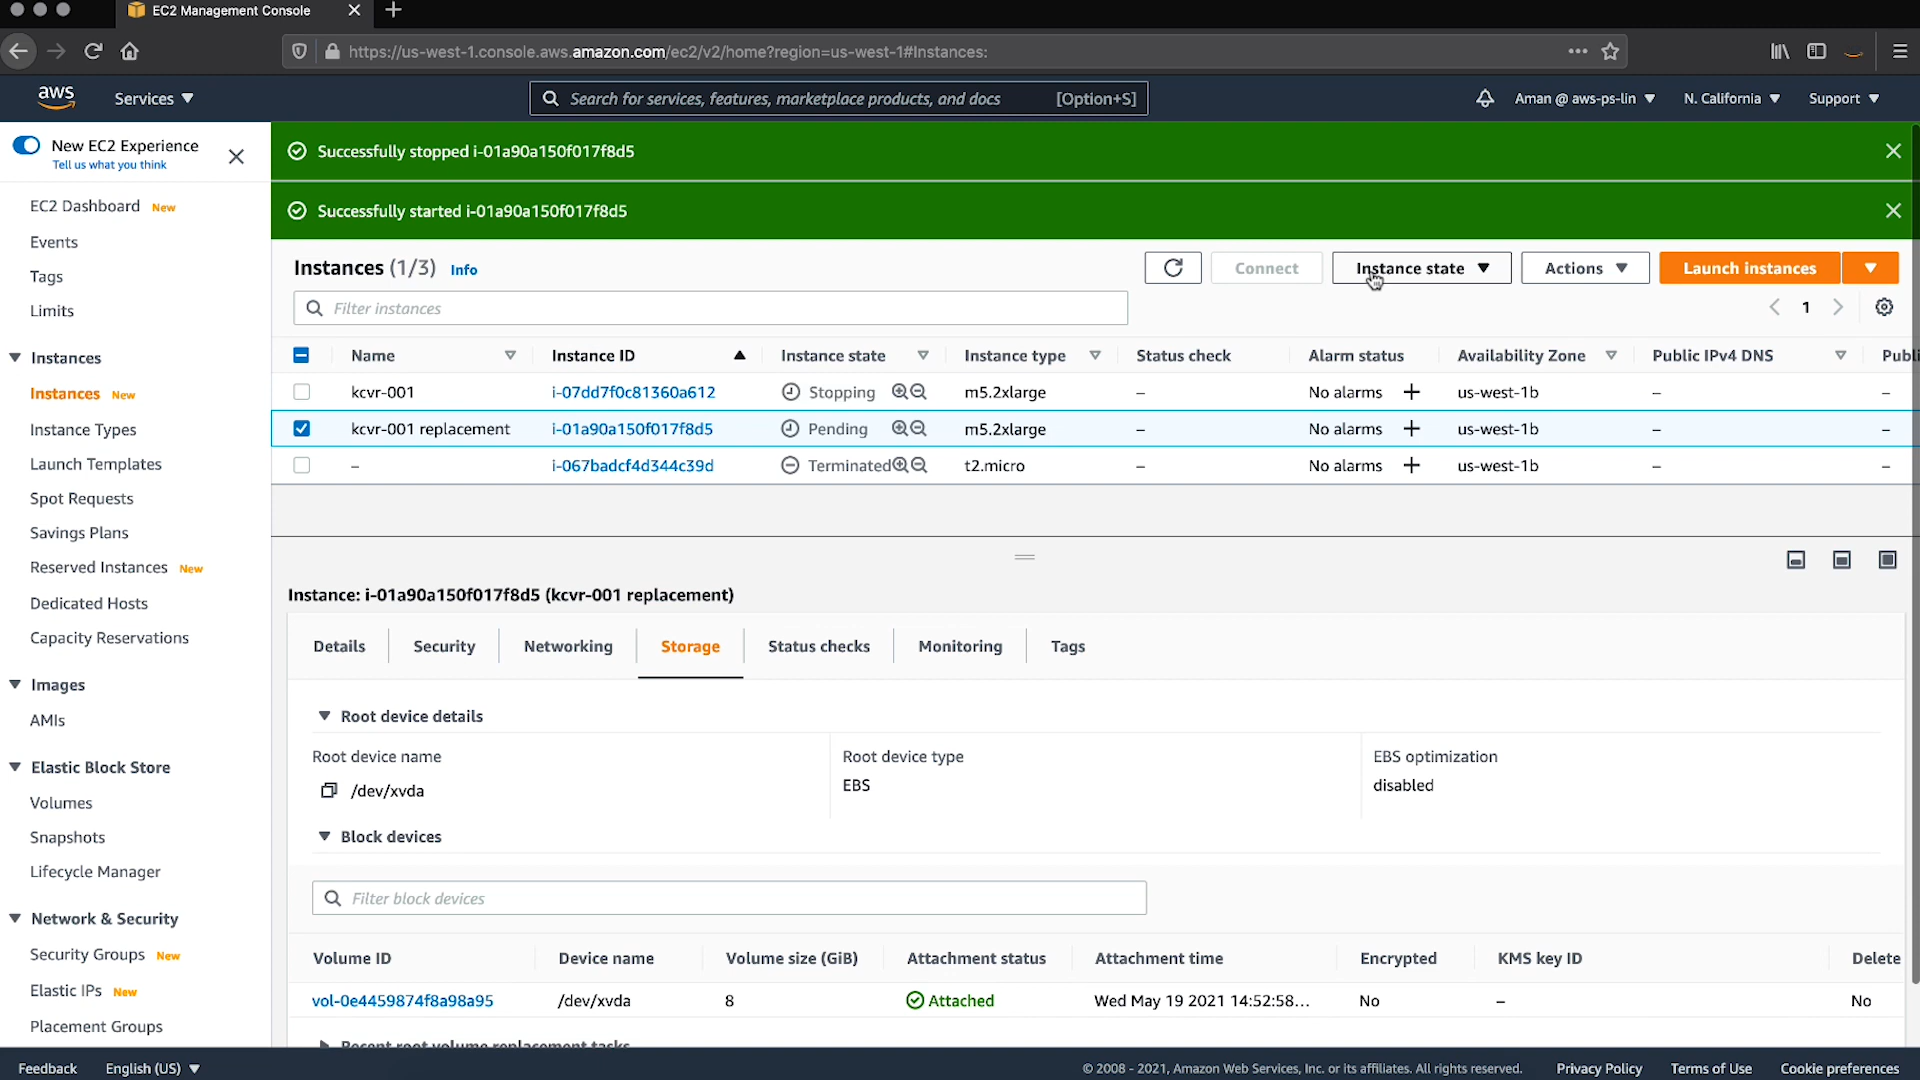 EC2 Management Console
https://us-west-1.console.aws.amazon.com/ec2/v2/home?region=us-west-1#Instances:
aws
Services
Search for services, features, marketplace products, and docs [Option+S]
Aman @ aws-ps-lin
N. California
Support
New EC2 Experience
Tell us what you think
EC2 Dashboard New
Events
Tags
Limits
Instances
Instances New
Instance Types
Launch Templates
Spot Requests
Savings Plans
Reserved Instances New
Dedicated Hosts
Capacity Reservations
Images
AMIs
Elastic Block Store
Volumes
Snapshots
Lifecycle Manager
Network & Security
Security Groups New
Elastic IPs New
Placement Groups
Successfully stopped i-01a90a150f017f8d5
Successfully started i-01a90a150f017f8d5
Instances (1/3) Info
Connect
Instance state
Actions
Launch instances
Filter instances
1
Name Instance ID Instance state Instance type Status check Alarm status Availability Zone Public IPv4 DNS Publi
kcvr-001 i-07dd7f0c81360a612 Stopping m5.2xlarge – No alarms us-west-1b – –
kcvr-001 replacement i-01a90a150f017f8d5 Pending m5.2xlarge – No alarms us-west-1b – –
– i-067badcf4d344c39d Terminated t2.micro – No alarms us-west-1b – –
Instance: i-01a90a150f017f8d5 (kcvr-001 replacement)
Details Security Networking Storage Status checks Monitoring Tags
Root device details
Root device name Root device type EBS optimization
/dev/xvda EBS disabled
Block devices
Filter block devices
Volume ID Device name Volume size (GiB) Attachment status Attachment time Encrypted KMS key ID Delete
vol-0e4459874f8a98a95 /dev/xvda 8 Attached Wed May 19 2021 14:52:58... No – No
Recent root volume replacement tasks
Feedback English (US) © 2008 - 2021, Amazon Web Services, Inc. or its affiliates. All rights reserved. Privacy Policy Terms of Use Cookie preferences